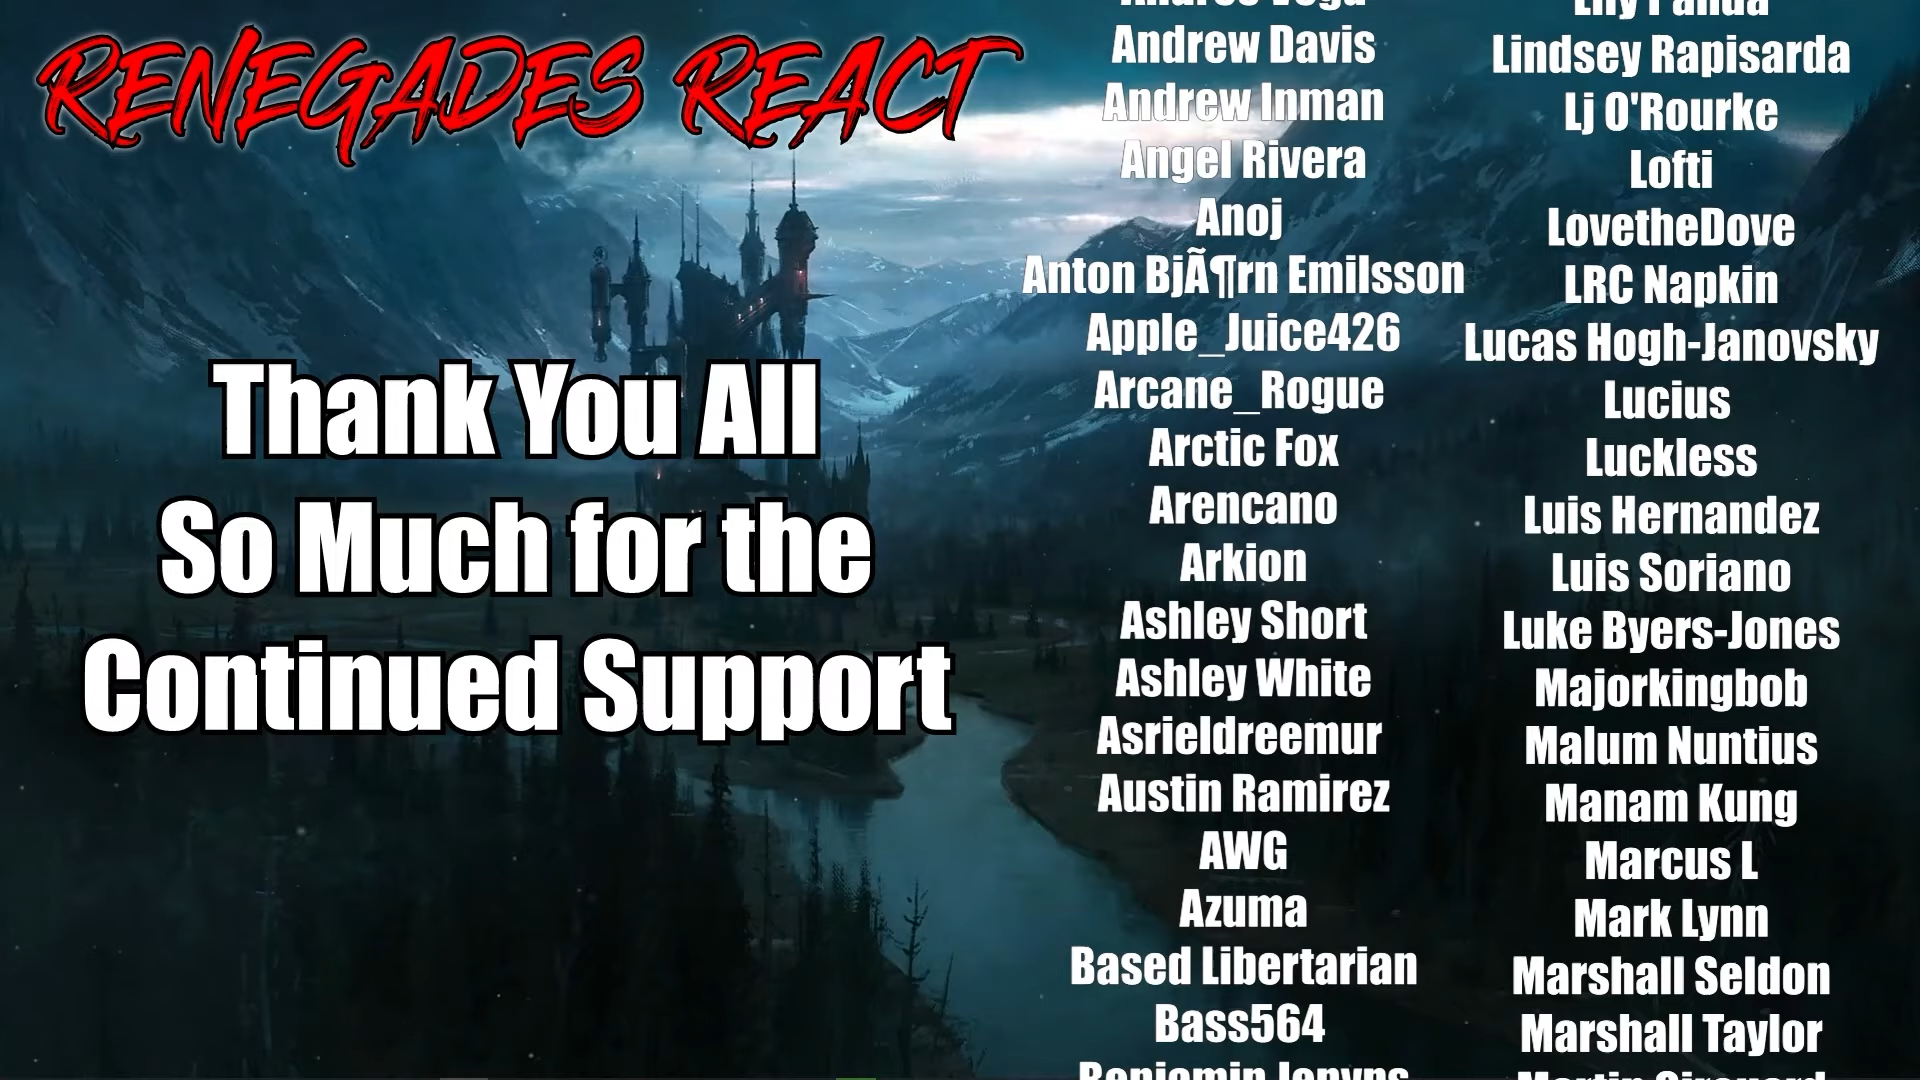 RENEGADES REACT
Thank You All
So Much for the
Continued Support
Andrew Davis
Andrew Inman
Angel Rivera
Anoj
Anton BjÃ¶rn Emilsson
Apple_Juice426
Arcane_Rogue
Arctic Fox
Arencano
Arkion
Ashley Short
Ashley White
Asrieldreemur
Austin Ramirez
AWG
Azuma
Based Libertarian
Bass564
Lindsey Rapisarda
Lj O'Rourke
Lofti
LovetheDove
LRC Napkin
Lucas Hogh-Janovsky
Lucius
Luckless
Luis Hernandez
Luis Soriano
Luke Byers-Jones
Majorkingbob
Malum Nuntius
Manam Kung
Marcus L
Mark Lynn
Marshall Seldon
Marshall Taylor